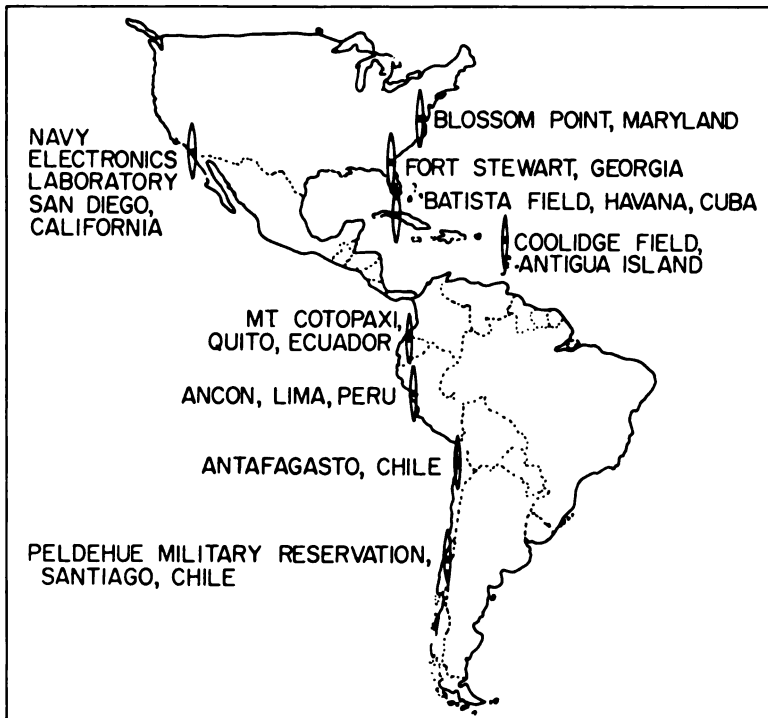 NAVY
ELECTRONICS
LABORATORY
SAN DIEGO,
CALIFORNIA
BLOSSOM POINT, MARYLAND
FORT STEWART, GEORGIA
BATISTA FIELD, HAVANA, CUBA
COOLIDGE FIELD,
ANTIGUA ISLAND
MT COTOPAXI,
QUITO, ECUADOR
ANCON, LIMA, PERU
ANTAFAGASTO, CHILE
PELDEHUE MILITARY RESERVATION,
SANTIAGO, CHILE